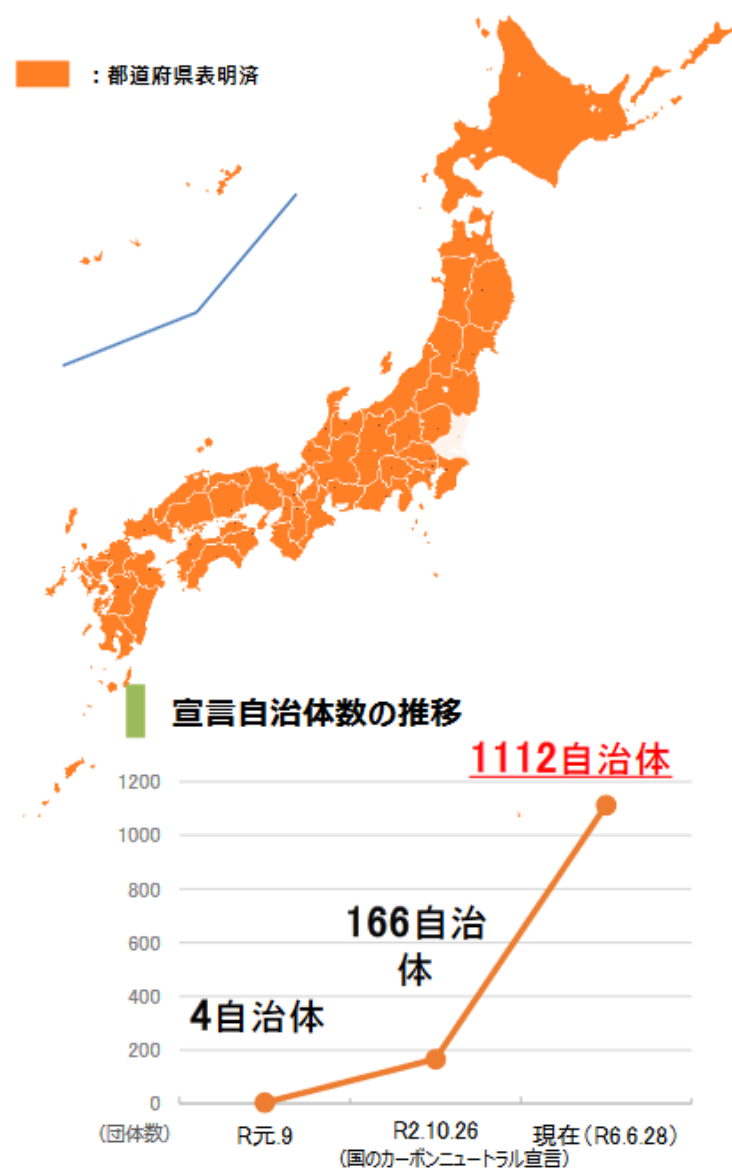 ：都道府県表明済
宣言自治体数の推移
1112自治体
1200
1000
800
600
400
200
0
166自治
体
4自治体
（団体数）
R元.9
R2.10.26
（国のカーボンニュートラル宣言）
現在（R6.6.28）